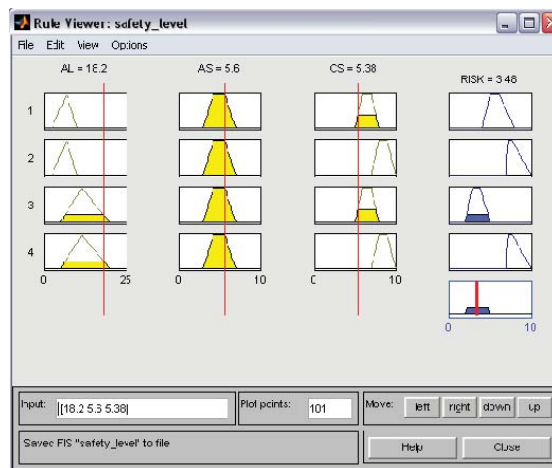 Rule Viewer: safety_level
File Edit View Options
AL = 18.2 AS = 5.6 CS = 5.38 RISK = 3.48
1
2
3
4
0 25 0 10 0 10
0 10
Input: [18.2 5.6 5.38] Plot points: 101 Move: left right down up
Saved FIS "safety_level" to file Help Close